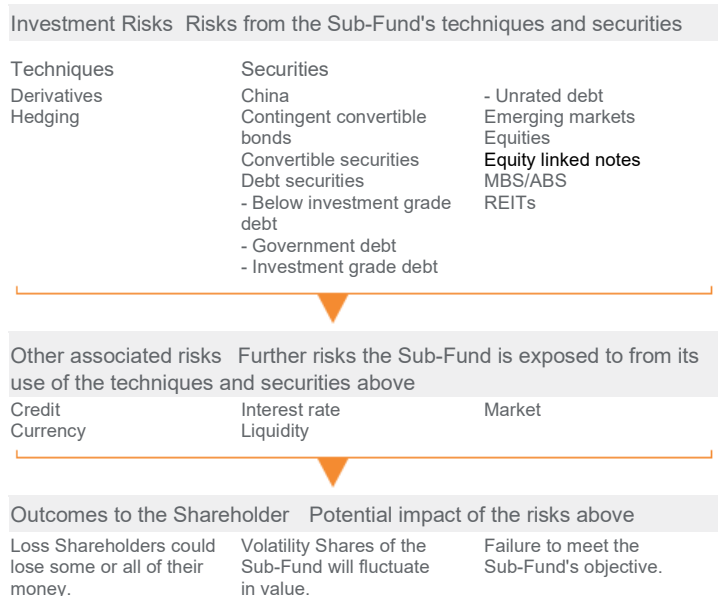 Investment Risks Risks from the Sub-Fund's techniques and securities
Techniques
Derivatives
Hedging
Securities
China
Contingent convertible
bonds
Convertible securities
Debt securities
- Below investment grade
debt
- Government debt
- Investment grade debt
- Unrated debt
Emerging markets
Equities
Equity linked notes
MBS/ABS
REITs
Other associated risks Further risks the Sub-Fund is exposed to from its
use of the techniques and securities above
Credit
Currency
Interest rate
Liquidity
Market
Outcomes to the Shareholder Potential impact of the risks above
Loss Shareholders could
lose some or all of their
money.
Volatility Shares of the
Sub-Fund will fluctuate
in value.
Failure to meet the
Sub-Fund's objective.